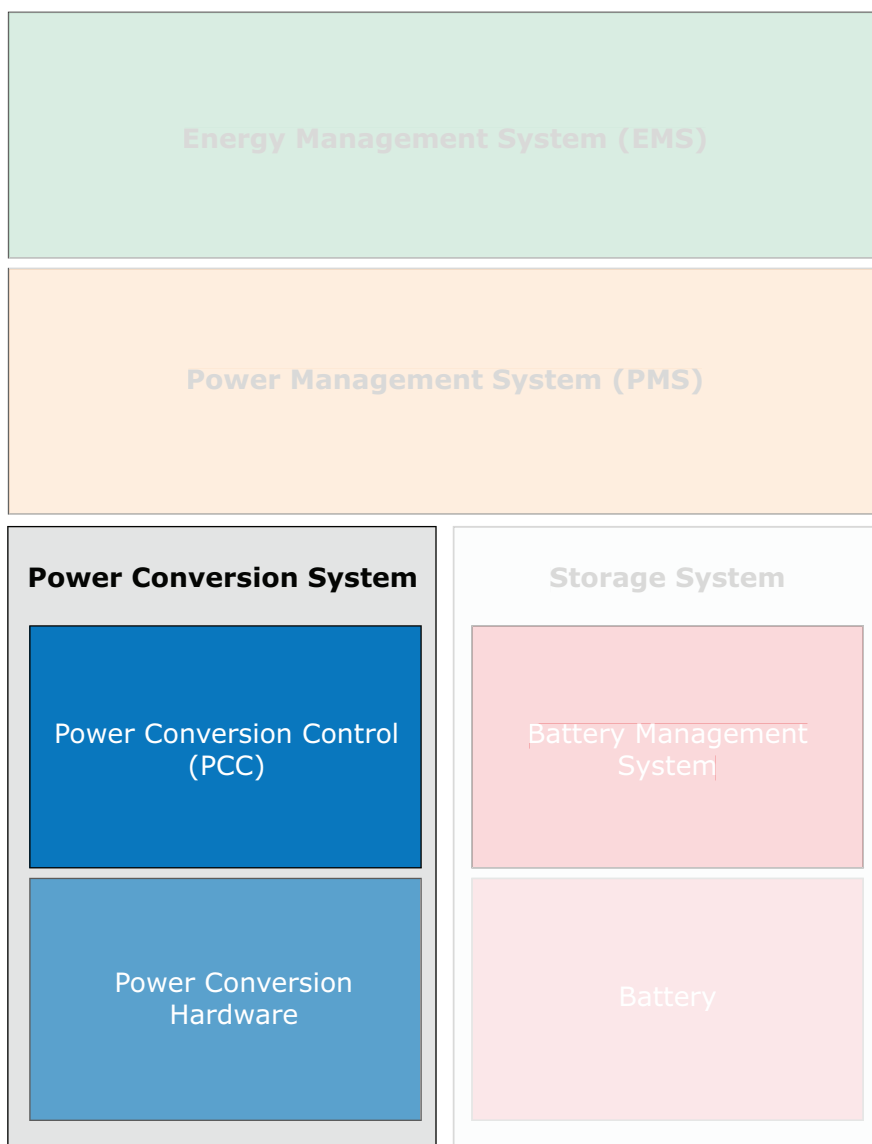 Energy Management System (EMS)
Power Management System (PMS)
Power Conversion System
Power Conversion Control
(PCC)
Power Conversion
Hardware
Storage System
Battery Management
System
Battery